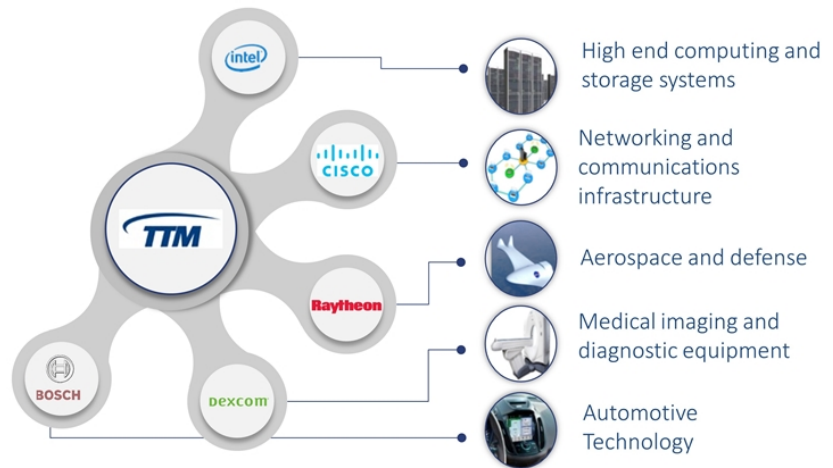 intel
High end computing and
storage systems
CISCO
Networking and
communications
infrastructure
TTM
Raytheon
Aerospace and defense
Medical imaging and
diagnostic equipment
BOSCH
Dexcom
Automotive
Technology